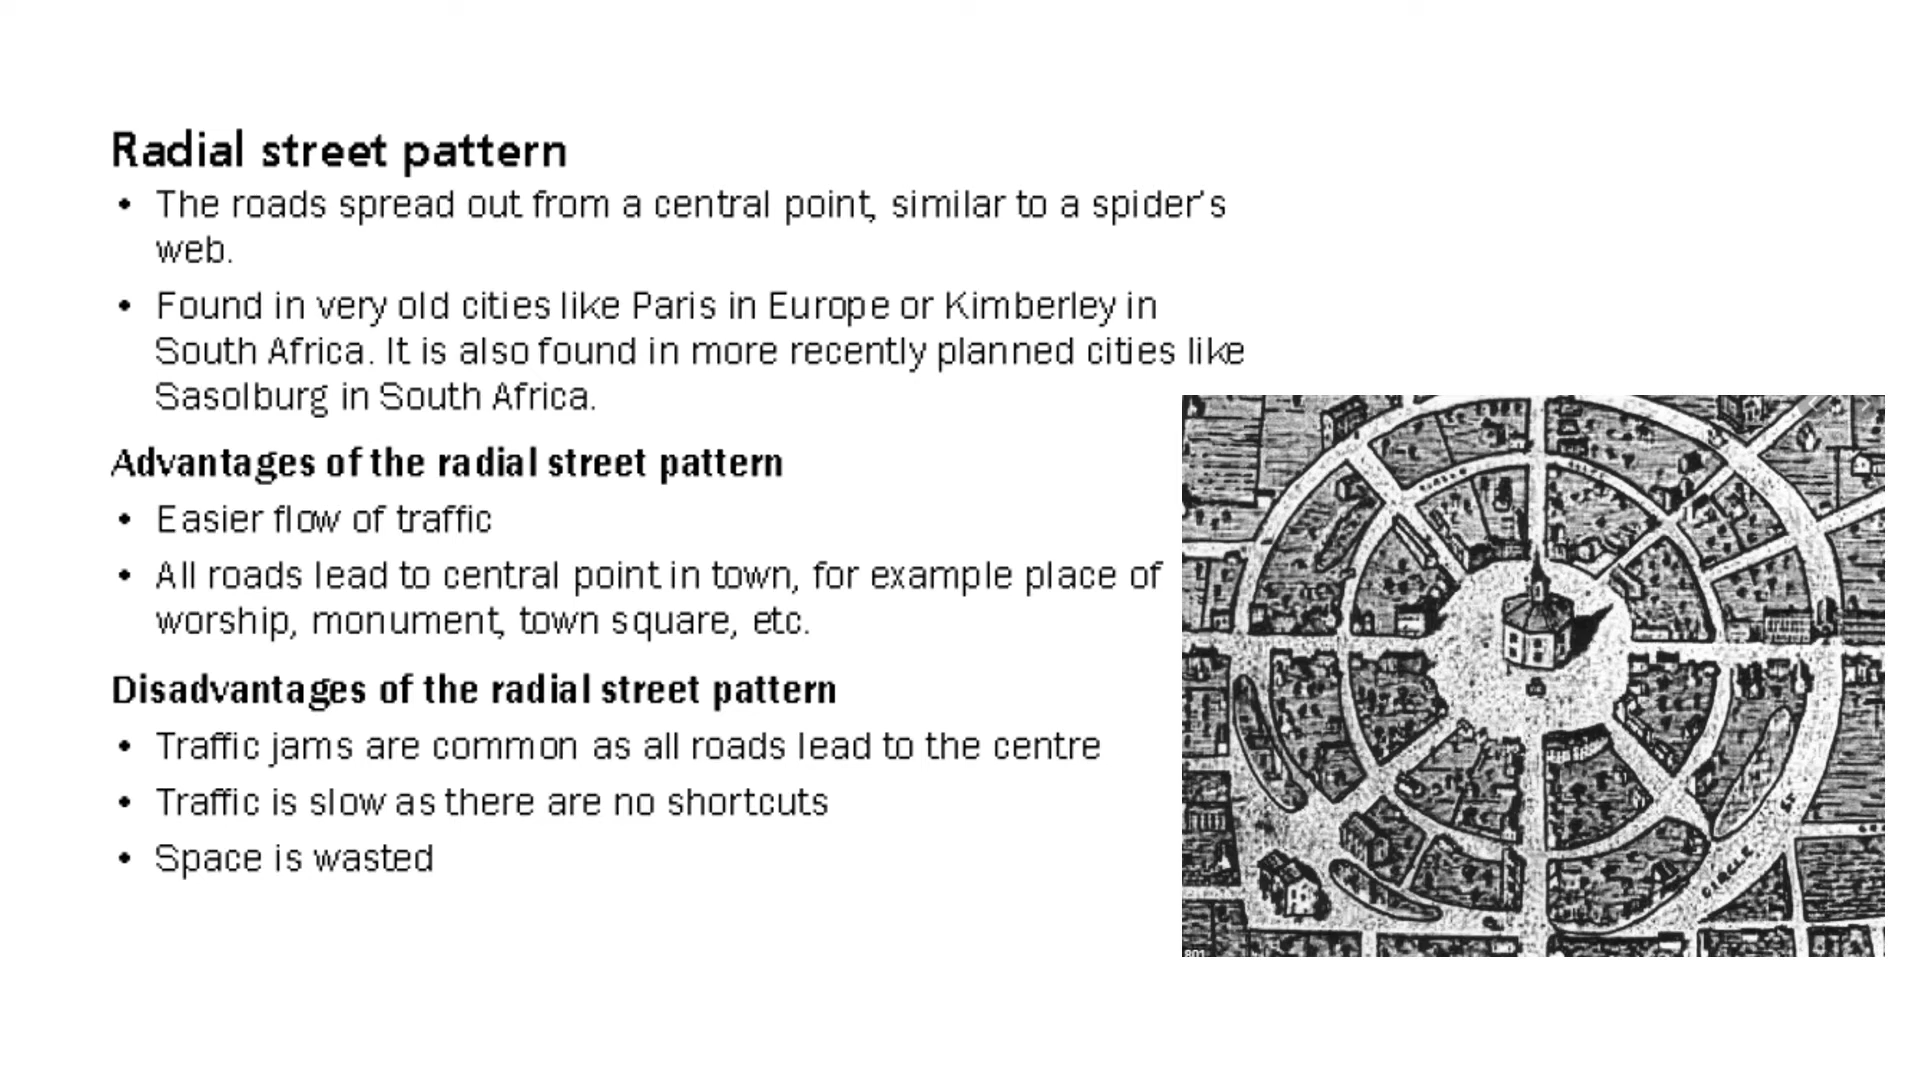 Radial street pattern
• The roads spread out from a central point, similar to a spider's
web.
• Found in very old cities like Paris in Europe or Kimberley in
South Africa. It is also found in more recently planned cities like
Sasolburg in South Africa.
Advantages of the radial street pattern
• Easier flow of traffic
• All roads lead to central point in town, for example place of
worship, monument, town square, etc.
Disadvantages of the radial street pattern
• Traffic jams are common as all roads lead to the centre
• Traffic is slow as there are no shortcuts
• Space is wasted
CIRCLE ST
801